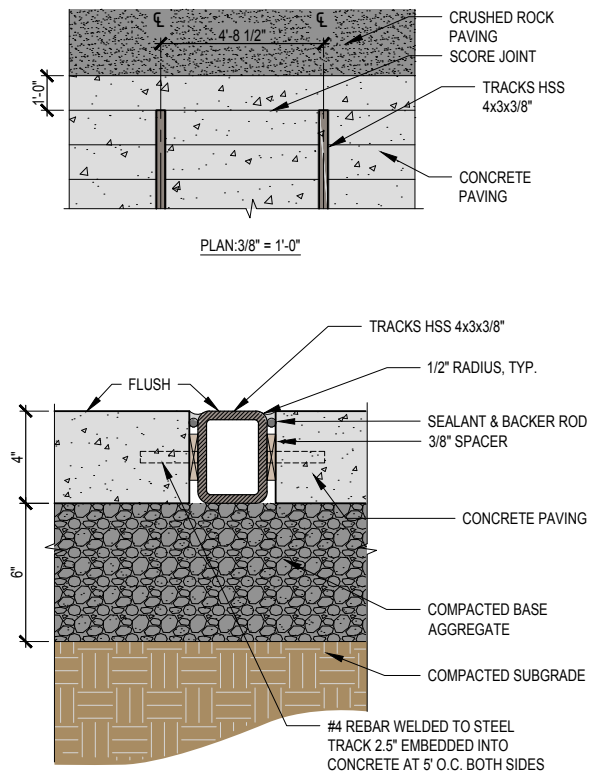 ℄ ℄
4'-8 1/2"
CRUSHED ROCK
PAVING
SCORE JOINT
1'-0"
TRACKS HSS
4x3x3/8"
CONCRETE
PAVING
PLAN:3/8" = 1'-0"
TRACKS HSS 4x3x3/8"
1/2" RADIUS, TYP.
FLUSH
SEALANT & BACKER ROD
3/8" SPACER
4"
CONCRETE PAVING
6"
COMPACTED BASE
AGGREGATE
COMPACTED SUBGRADE
#4 REBAR WELDED TO STEEL
TRACK 2.5" EMBEDDED INTO
CONCRETE AT 5' O.C. BOTH SIDES